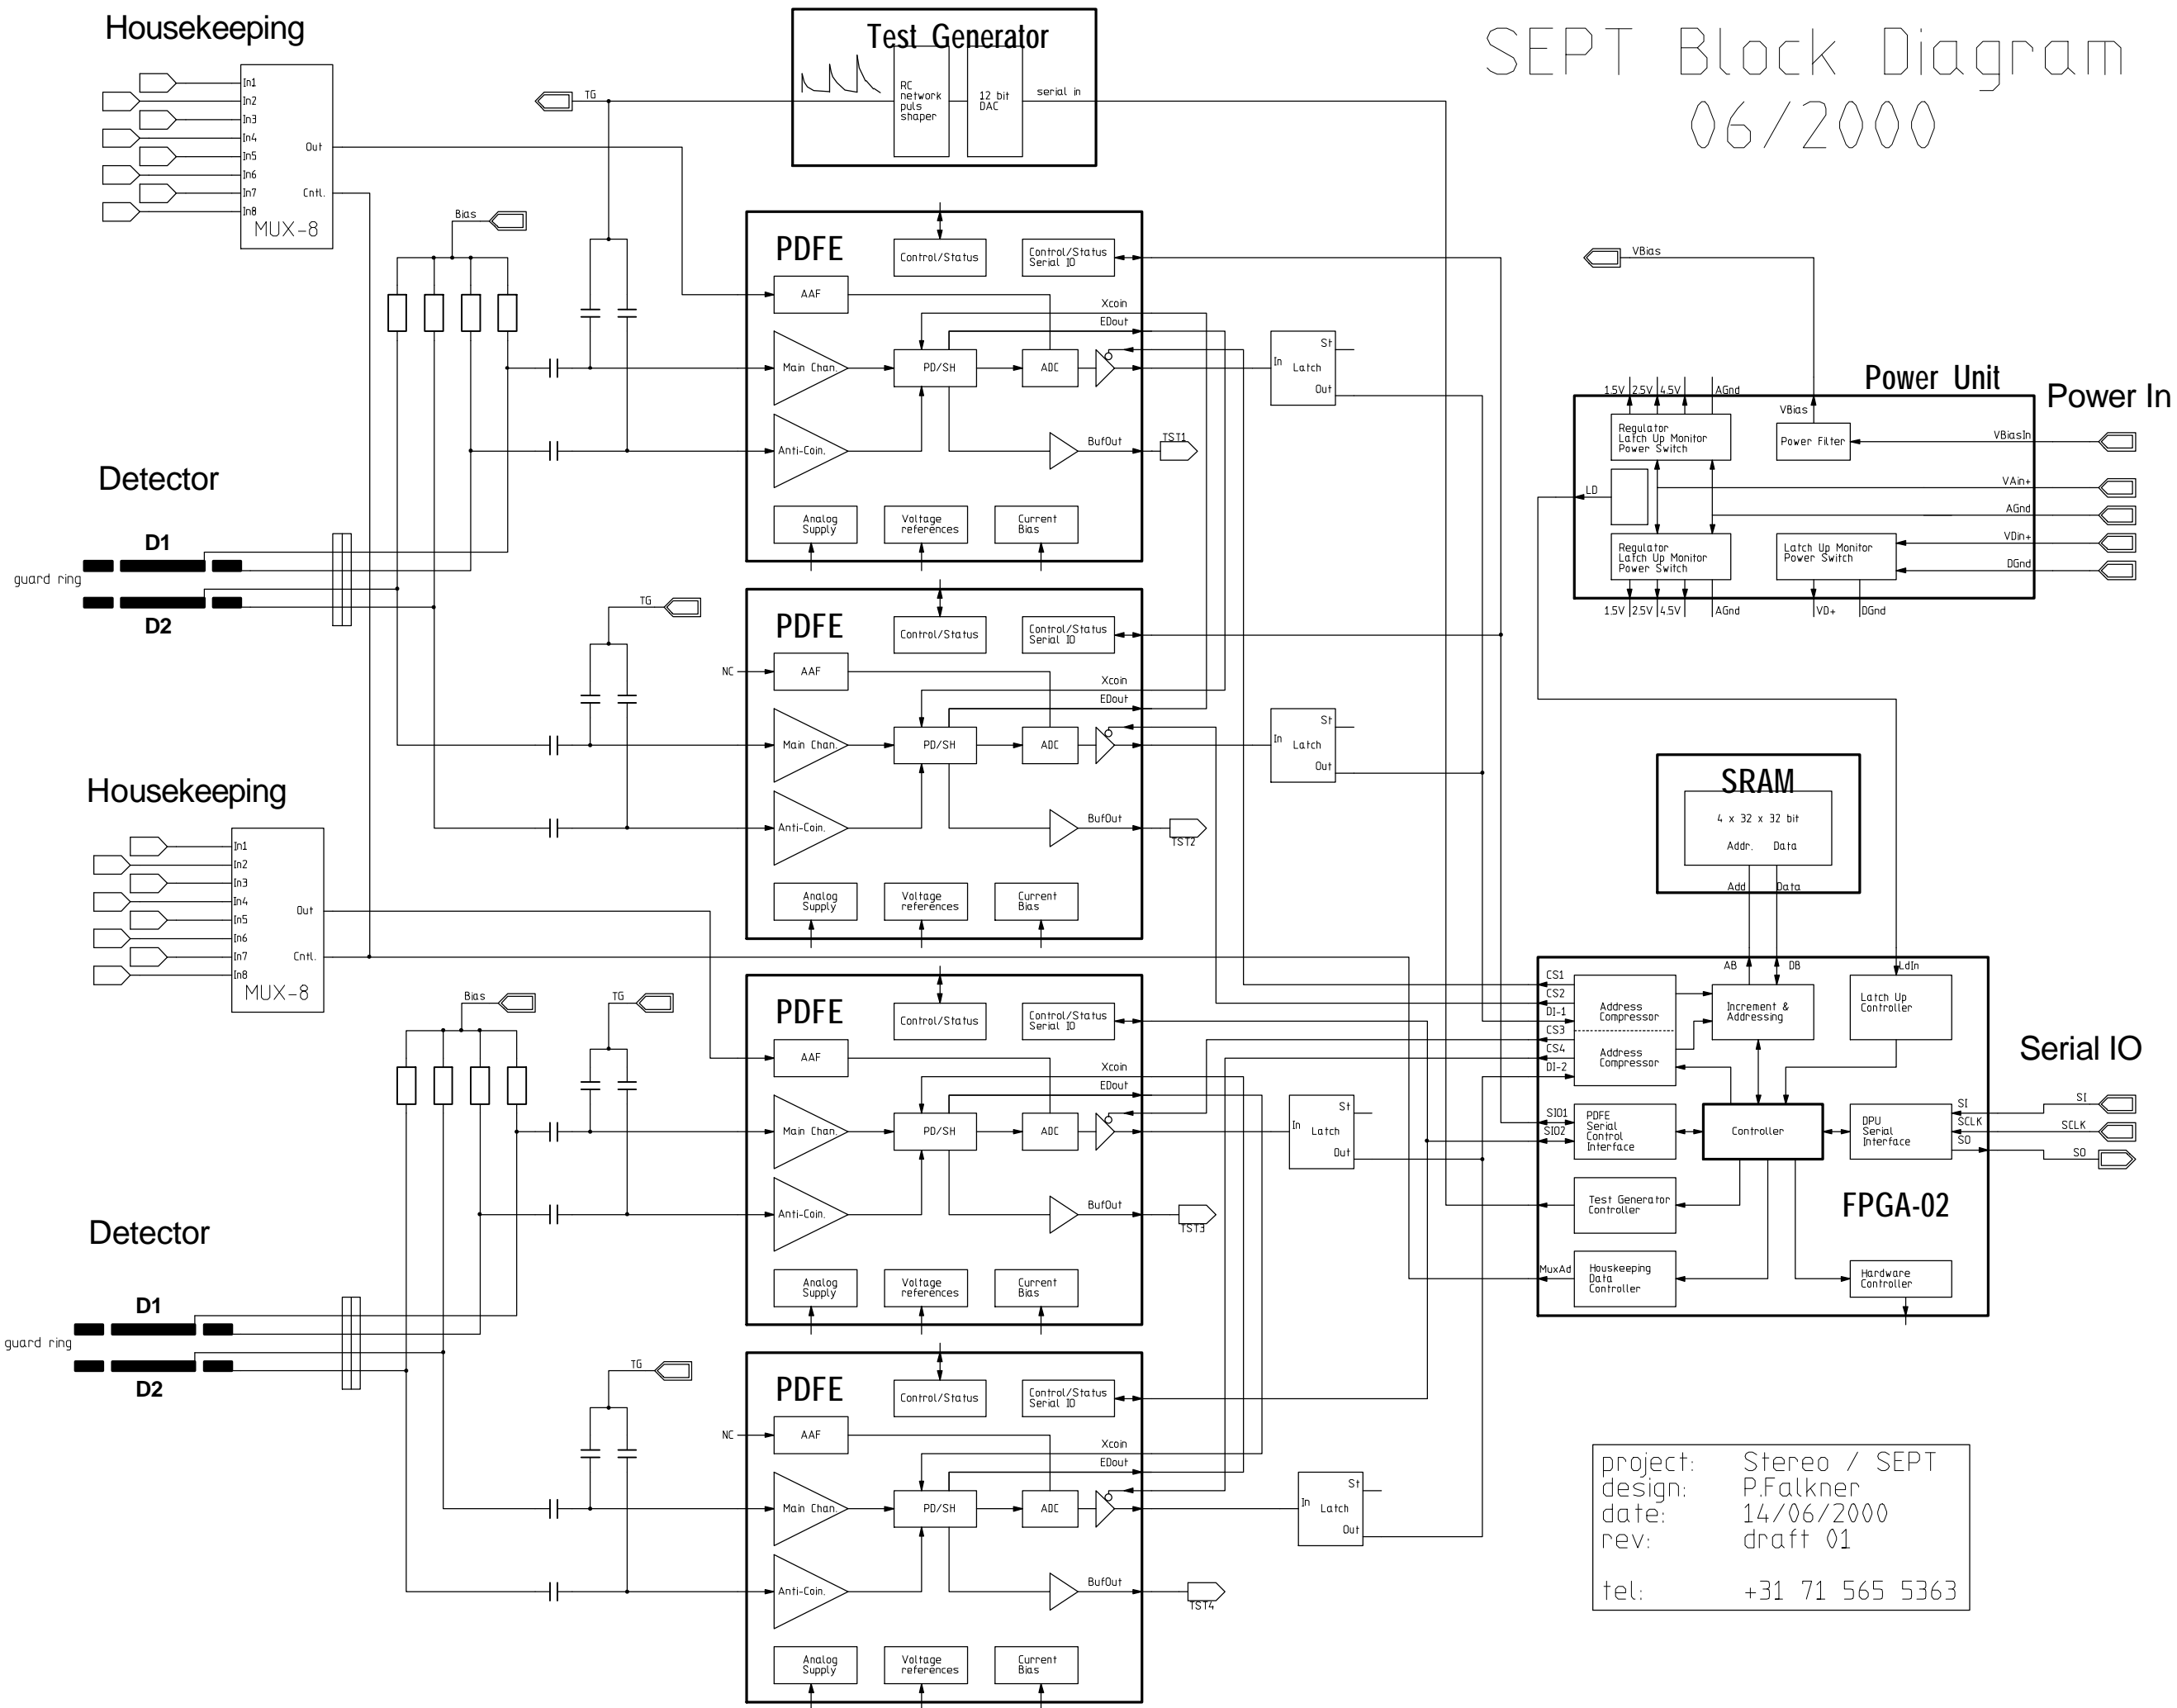 SEPT Block Diagram
06/2000
Housekeeping
In1
In2
In3
In4
In5
In6
In7
In8
Out
Cntl.
MUX-8
Test Generator
RC
network
puls
shaper
12 bit
DAC
serial in
TG
Bias
PDFE
Control/Status
Control/Status
Serial IO
AAF
Xcoin
EDout
Main Chan.
PD/SH
ADC
Anti-Coin.
BufOut
TST1
Analog
Supply
Voltage
references
Current
Bias
St
In
Latch
Out
Detector
D1
guard ring
D2
TG
PDFE
Control/Status
Control/Status
Serial IO
NC
AAF
Xcoin
EDout
Main Chan.
PD/SH
ADC
Anti-Coin.
BufOut
TST2
Analog
Supply
Voltage
references
Current
Bias
St
In
Latch
Out
Housekeeping
In1
In2
In3
In4
In5
In6
In7
In8
Out
Cntl.
MUX-8
Bias
TG
PDFE
Control/Status
Control/Status
Serial IO
AAF
Xcoin
EDout
Main Chan.
PD/SH
ADC
Anti-Coin.
BufOut
TST3
Analog
Supply
Voltage
references
Current
Bias
St
In
Latch
Out
Detector
D1
guard ring
D2
TG
PDFE
Control/Status
Control/Status
Serial IO
NC
AAF
Xcoin
EDout
Main Chan.
PD/SH
ADC
Anti-Coin.
BufOut
TST4
Analog
Supply
Voltage
references
Current
Bias
St
In
Latch
Out
VBias
Power Unit
Power In
1.5V 2.5V 4.5V AGnd
VBias
Regulator
Latch Up Monitor
Power Switch
Power Filter
VBiasIn
LD
VAin+
AGnd
VDin+
DGnd
Regulator
Latch Up Monitor
Power Switch
Latch Up Monitor
Power Switch
1.5V 2.5V 4.5V AGnd
VD+ DGnd
SRAM
4 x 32 x 32 bit
Addr. Data
Add Data
AB DB LdIn
CS1
CS2
DI-1
CS3
CS4
DI-2
Address
Compressor
Address
Compressor
Increment &
Addressing
Latch Up
Controller
Serial IO
SIO1
SIO2
PDFE
Serial
Control
Interface
Controller
DPU
Serial
Interface
SI
SCLK
SO
SI
SCLK
SO
Test Generator
Controller
FPGA-02
MuxAd
Houskeeping
Data
Controller
Hardware
Controller
project: Stereo / SEPT
design: P.Falkner
date: 14/06/2000
rev: draft 01
tel: +31 71 565 5363